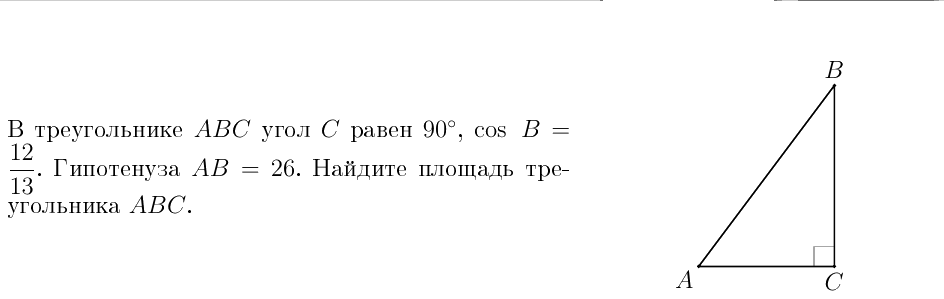 В треугольнике ABC угол C равен 90°, cos B =
12/13. Гипотенуза AB = 26. Найдите площадь тре-
угольника ABC.
B
A
C